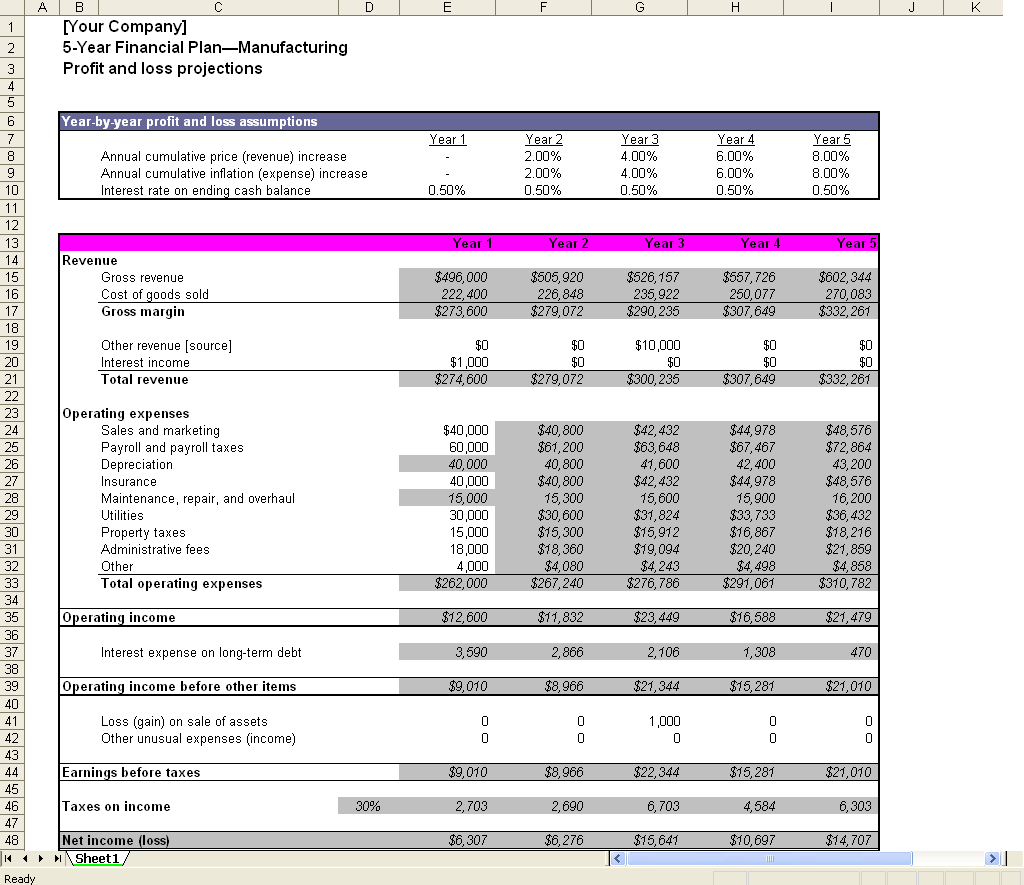 A B C D E F G H I J K
1 [Your Company]
2 5-Year Financial Plan—Manufacturing
3 Profit and loss projections
4
5
6 Year-by-year profit and loss assumptions
7 Year 1 Year 2 Year 3 Year 4 Year 5
8 Annual cumulative price (revenue) increase - 2.00% 4.00% 6.00% 8.00%
9 Annual cumulative inflation (expense) increase - 2.00% 4.00% 6.00% 8.00%
10 Interest rate on ending cash balance 0.50% 0.50% 0.50% 0.50% 0.50%
11
12
13 Year 1 Year 2 Year 3 Year 4 Year 5
14 Revenue
15 Gross revenue $496,000 $505,920 $526,157 $557,726 $602,344
16 Cost of goods sold 222,400 226,848 235,922 250,077 270,083
17 Gross margin $273,600 $279,072 $290,235 $307,649 $332,261
18
19 Other revenue [source] $0 $0 $10,000 $0 $0
20 Interest income $1,000 $0 $0 $0 $0
21 Total revenue $274,600 $279,072 $300,235 $307,649 $332,261
22
23 Operating expenses
24 Sales and marketing $40,000 $40,800 $42,432 $44,978 $48,576
25 Payroll and payroll taxes 60,000 $61,200 $63,648 $67,467 $72,864
26 Depreciation 40,000 40,800 41,600 42,400 43,200
27 Insurance 40,000 $40,800 $42,432 $44,978 $48,576
28 Maintenance, repair, and overhaul 15,000 15,300 15,600 15,900 16,200
29 Utilities 30,000 $30,600 $31,824 $33,733 $36,432
30 Property taxes 15,000 $15,300 $15,912 $16,867 $18,216
31 Administrative fees 18,000 $18,360 $19,094 $20,240 $21,859
32 Other 4,000 $4,080 $4,243 $4,498 $4,858
33 Total operating expenses $262,000 $267,240 $276,786 $291,061 $310,782
34
35 Operating income $12,600 $11,832 $23,449 $16,588 $21,479
36
37 Interest expense on long-term debt 3,590 2,866 2,106 1,308 470
38
39 Operating income before other items $9,010 $8,966 $21,344 $15,281 $21,010
40
41 Loss (gain) on sale of assets 0 0 1,000 0 0
42 Other unusual expenses (income) 0 0 0 0 0
43
44 Earnings before taxes $9,010 $8,966 $22,344 $15,281 $21,010
45
46 Taxes on income 30% 2,703 2,690 6,703 4,584 6,303
47
48 Net income (loss) $6,307 $6,276 $15,641 $10,697 $14,707
Sheet1
Ready